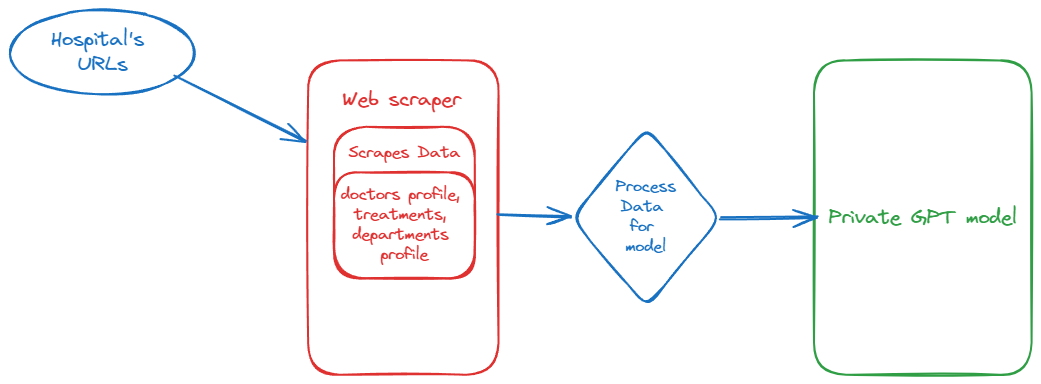 Hospital's
URLs
Web scraper
Scrapes Data
doctors profile,
treatments,
departments
profile
Process
Data
for
model
Private GPT model